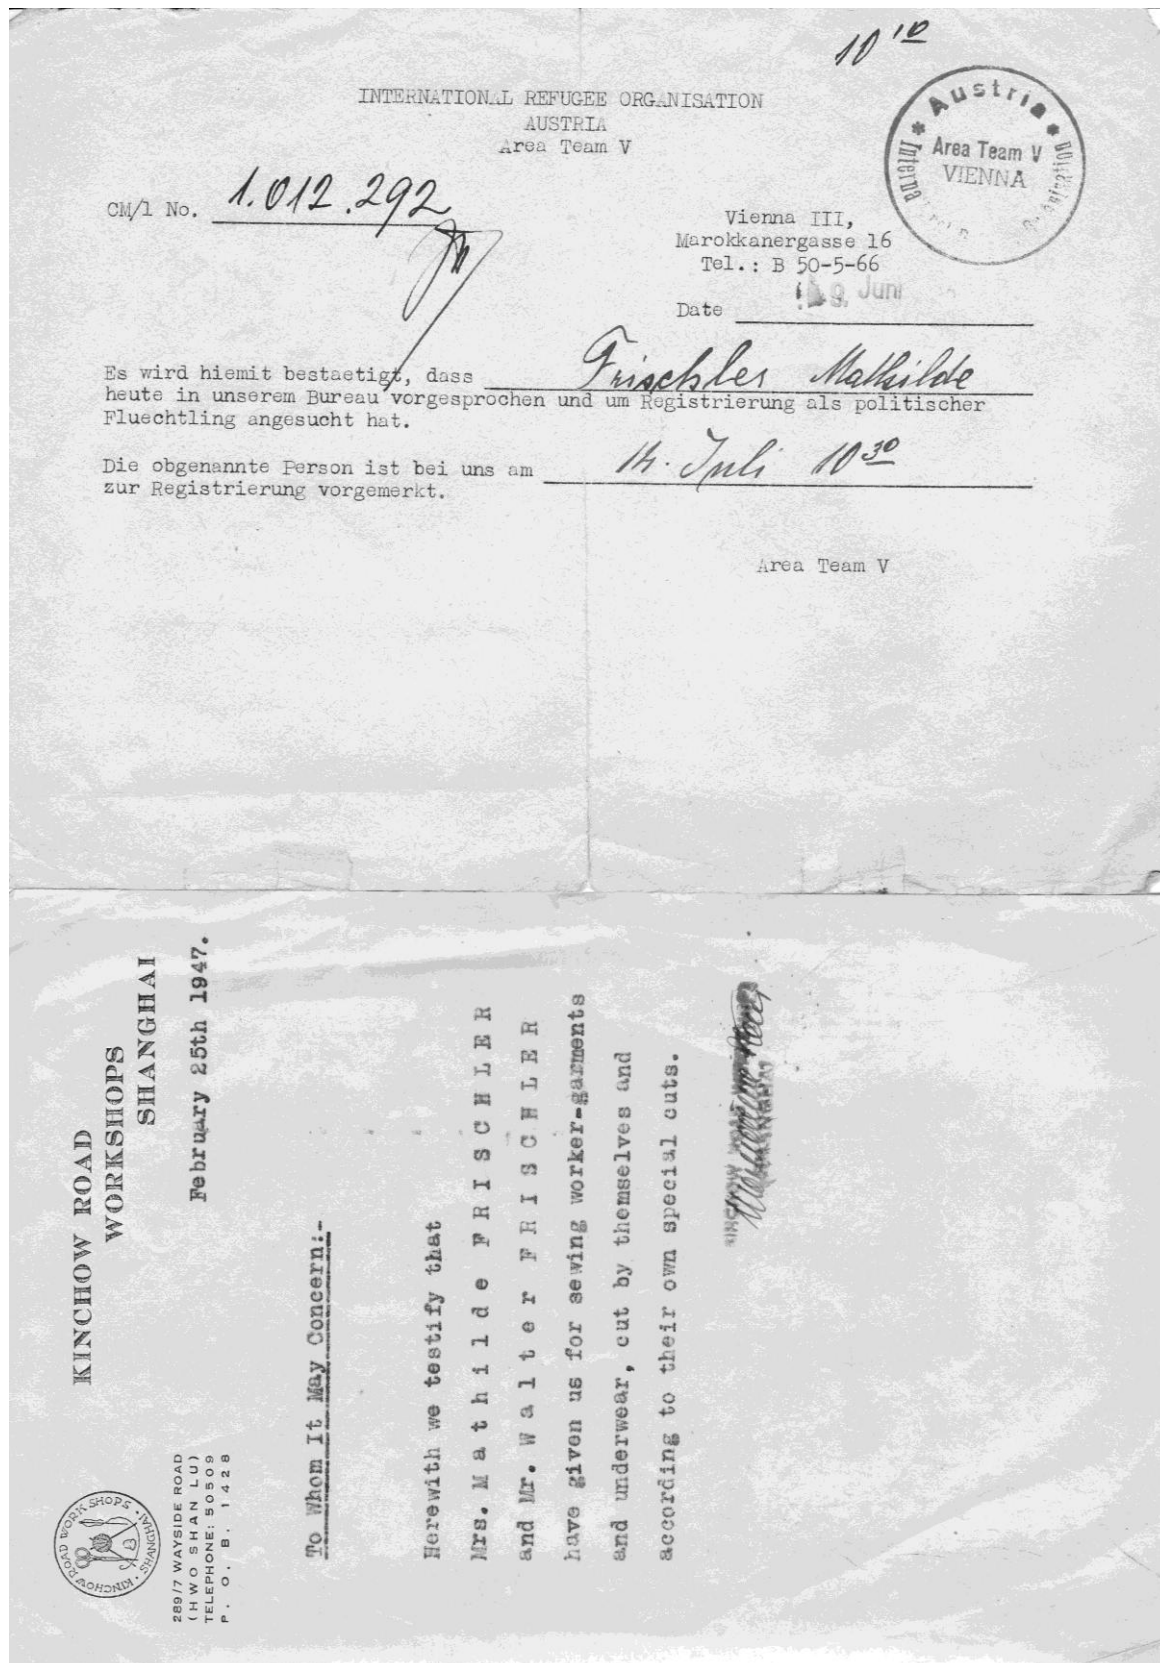 10 10
INTERNATIONAL REFUGEE ORGANISATION
AUSTRIA
Area Team V
Austria
Area Team V
VIENNA
CM/1 No. 1.012.292
Vienna III,
Marokkanergasse 16
Tel.: B 50-5-66
Date 9. Juni
Es wird hiemit bestaetigt, dass Frischler Mathilde
heute in unserem Bureau vorgesprochen und um Registrierung als politischer
Fluechtling angesucht hat.
Die obgenannte Person ist bei uns am 14. Juli 10 30
zur Registrierung vorgemerkt.
Area Team V
KINCHOW ROAD
WORKSHOPS
SHANGHAI
KINCHOW ROAD WORK SHOPS · SHANGHAI ·
289/7 WAYSIDE ROAD
(HWO SHAN LU)
TELEPHONE: 50509
P. O. B. 1428
February 25th 1947.
To Whom It May Concern:-
Herewith we testify that
Mrs. M a t h i l d e F R I S C H L E R
and Mr. W a l t e r F R I S C H L E R
have given us for sewing worker-garments
and underwear, cut by themselves and
according to their own special cuts.